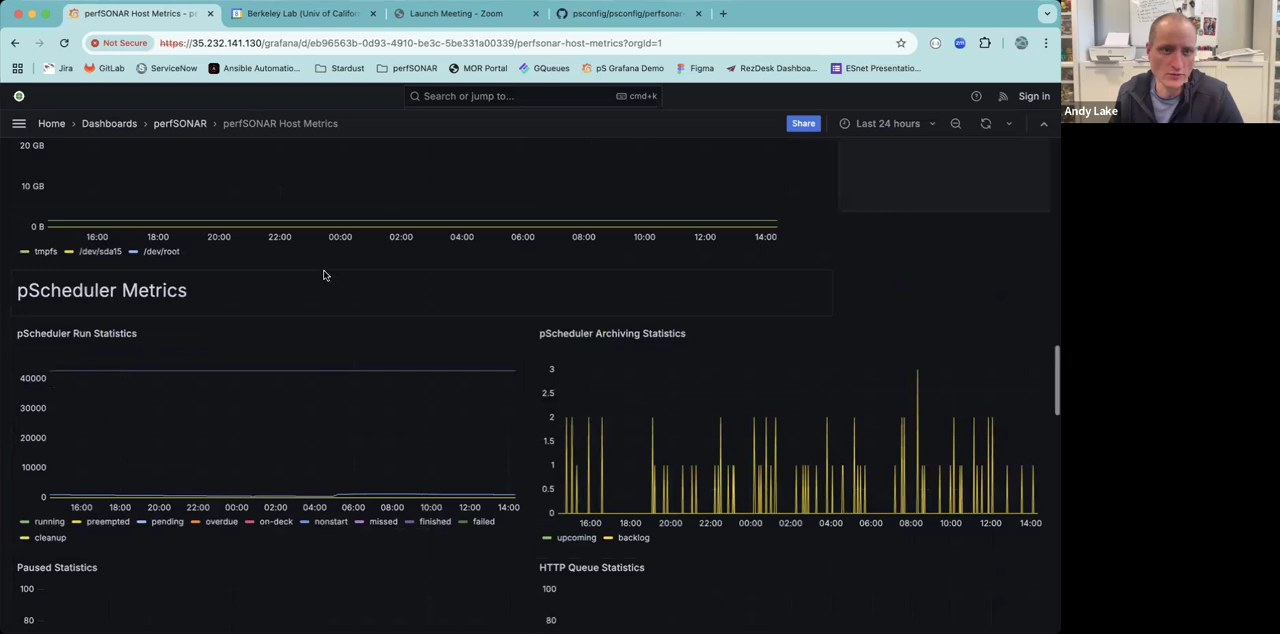 perfSONAR Host Metrics - pe
Berkeley Lab (Univ of Califor
Launch Meeting - Zoom
psconfig/psconfig/perfsonar-
Not Secure
https://35.232.141.130/grafana/d/eb96563b-0d93-4910-be3c-5be331a00339/perfsonar-host-metrics?orgId=1
Jira
GitLab
ServiceNow
Ansible Automatio...
Stardust
perfSONAR
My ES Portal
GQueues
pS Grafana Demo
Figma
RezDesk Dashboa...
ESnet Presentatio...
Search or jump to...
cmd+k
Sign in
Home > Dashboards > perfSONAR > perfSONAR Host Metrics
Share
Last 24 hours
Andy Lake
20 GB
10 GB
0 B
16:00 18:00 20:00 22:00 00:00 02:00 04:00 06:00 08:00 10:00 12:00 14:00
tmpfs /dev/sda15 /dev/root
pScheduler Metrics
pScheduler Run Statistics
40000
30000
20000
10000
0
16:00 18:00 20:00 22:00 00:00 02:00 04:00 06:00 08:00 10:00 12:00 14:00
running preempted pending overdue on-deck nonstart missed finished failed
cleanup
pScheduler Archiving Statistics
3
2.5
2
1.5
1
0.5
0
16:00 18:00 20:00 22:00 00:00 02:00 04:00 06:00 08:00 10:00 12:00 14:00
upcoming backlog
Paused Statistics
100
80
HTTP Queue Statistics
100
80